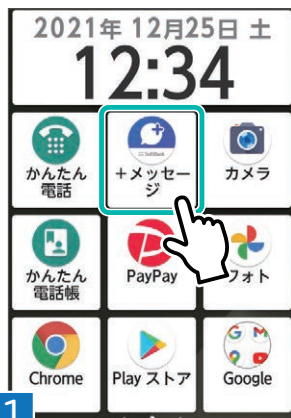 2021年 12月25日 土
12:34
SoftBank
かんたん
電話
+メッセー
ジ
カメラ
かんたん
電話帳
PayPay
フォト
Chrome
Play ストア
G M
Google
1